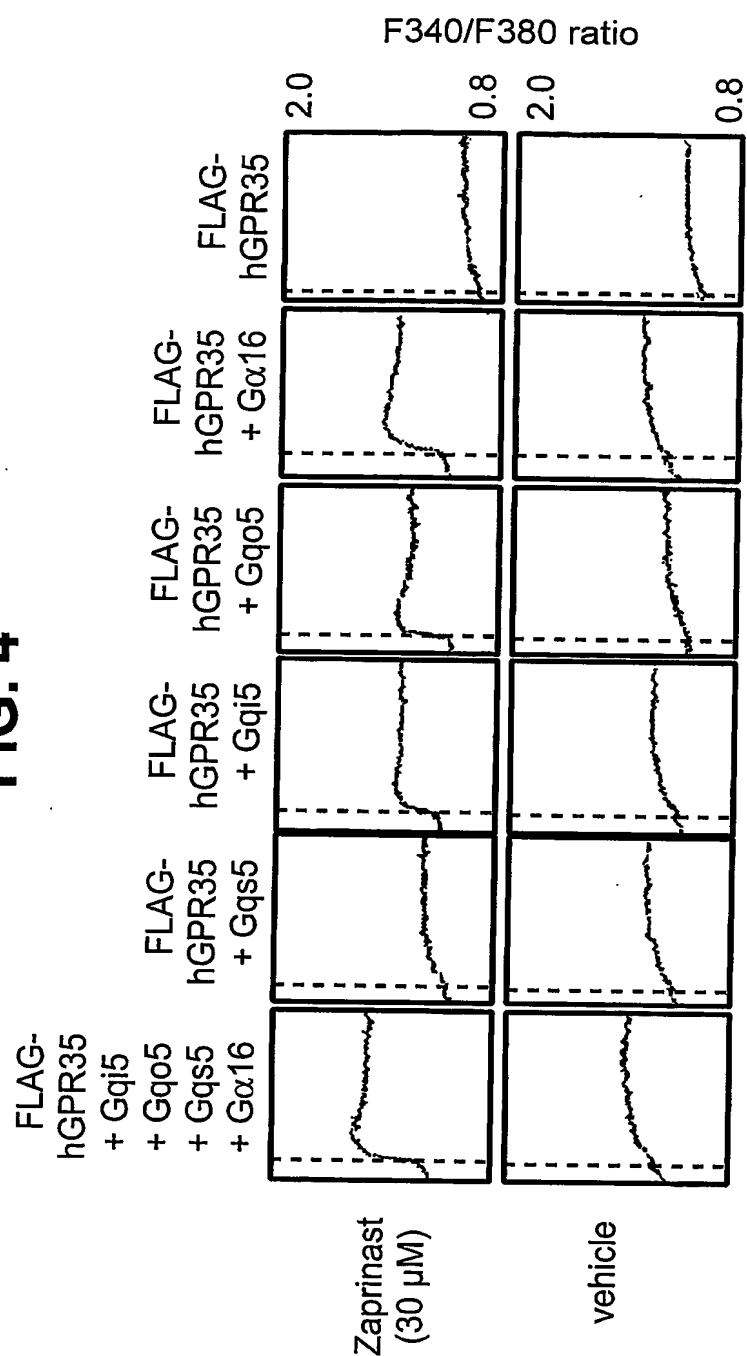 FIG. 4
FLAG-
hGPR35
+ Gqi5
+ Gqo5
+ Gqs5
+ Gα16
FLAG-
hGPR35
+ Gqs5
FLAG-
hGPR35
+ Gqi5
FLAG-
hGPR35
+ Gqo5
FLAG-
hGPR35
+ Gα16
FLAG-
hGPR35
Zaprinast
(30 µM)
2.0
0.8
vehicle
2.0
0.8
F340/F380 ratio